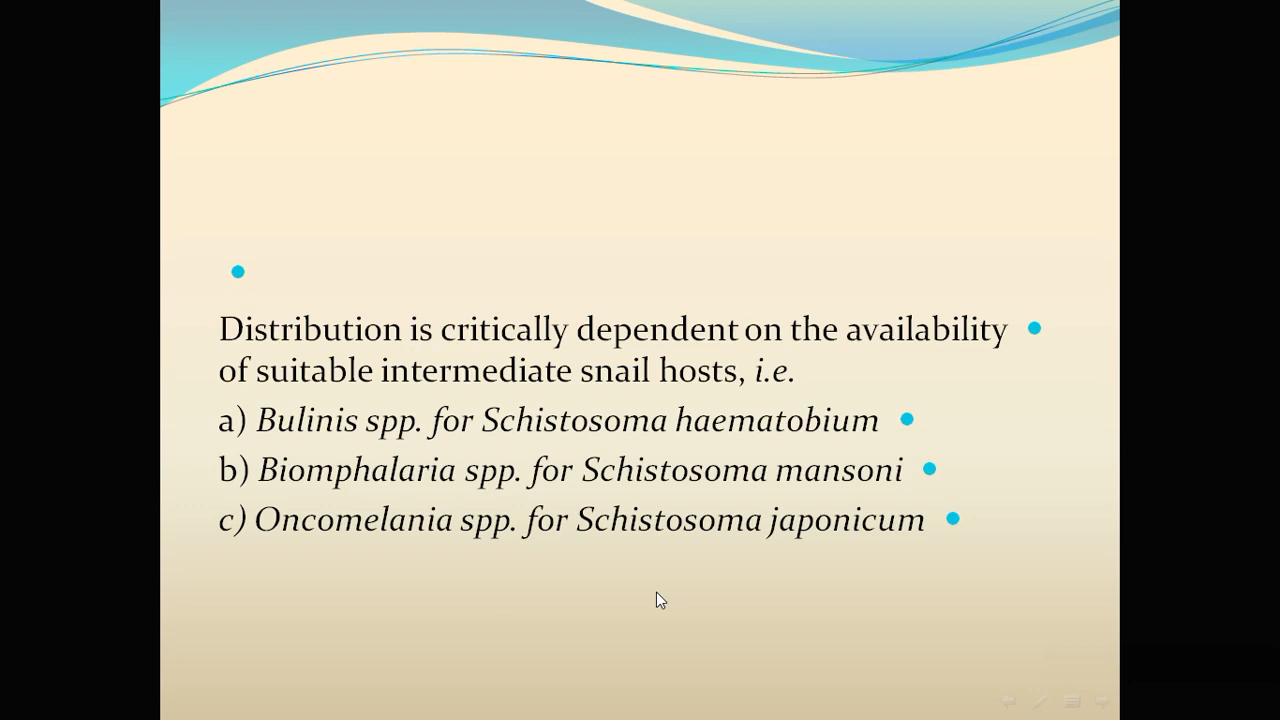 Distribution is critically dependent on the availability
of suitable intermediate snail hosts, i.e.
a) Bulinis spp. for Schistosoma haematobium
b) Biomphalaria spp. for Schistosoma mansoni
c) Oncomelania spp. for Schistosoma japonicum